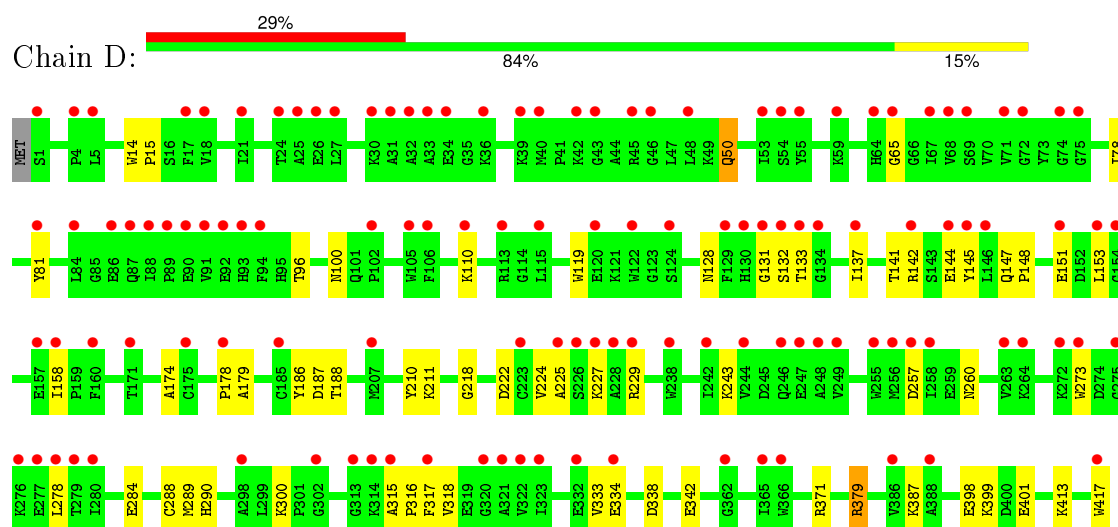 29%
Chain D:
84% 15%
MET S1 P4 L5 W14 P15 S16 F17 V18 I21 T24 A25 E26 L27 K30 A31 A32 A33 E34 G35 K36 K39 M40 P41 K42 G43 A44 R45 G46 L47 L48 K49 Q50 I53 S54 Y55 K59 H64 G65 G66 I67 V68 S69 V70 V71 G72 Y73 G74 G75 I78
Y81 L84 G85 E86 Q87 I88 P89 E90 V91 E92 H93 F94 H95 T96 N100 Q101 P102 W105 F106 K110 R113 G114 L115 W119 E120 K121 W122 G123 S124 N128 F129 H130 G131 S132 T133 G134 I137 T141 R142 S143 E144 Y145 L146 Q147 P148 E151 D152 L153 G154
E157 I158 P159 F160 T171 A174 C175 P178 A179 C185 Y186 D187 T188 M207 Y210 K211 G218 D222 C223 V224 A225 S226 K227 A228 R229 W238 I242 K243 V244 D245 Q246 E247 A248 V249 W255 M256 D257 I258 E259 N260 V263 K264 K272 W273 D274 G275
K276 E277 L278 T279 I280 E284 C288 M289 H290 A298 L299 K300 P301 G302 G313 K314 A315 P316 F317 V318 E319 G320 A321 V322 I323 E332 V333 E334 D338 E342 G362 I365 W366 R371 R379 V386 K387 A388 E398 K399 D400 E401 K413 W417